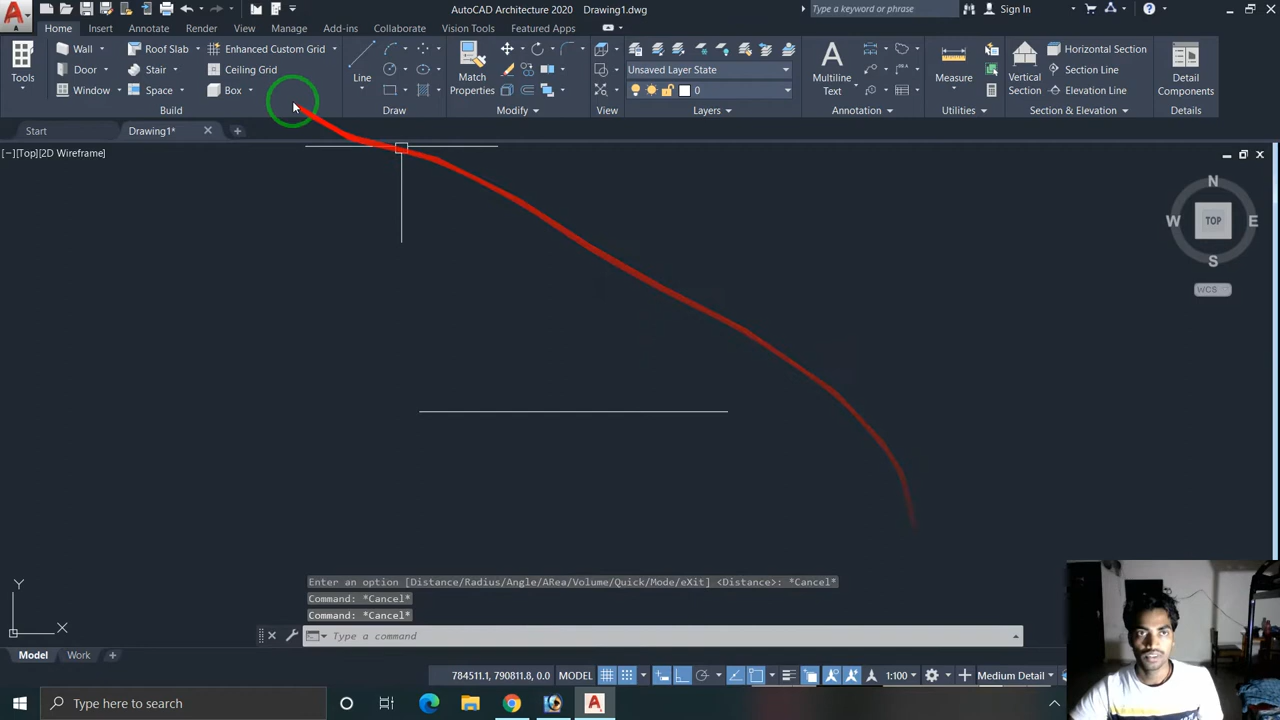 AutoCAD Architecture 2020 Drawing1.dwg
Type a keyword or phrase
Sign In
Home Insert Annotate Render View Manage Add-ins Collaborate Vision Tools Featured Apps
Wall Roof Slab Enhanced Custom Grid
Door Stair Ceiling Grid
Window Space Box
Tools
Line
Match Properties
Unsaved Layer State
0
Multiline Text
Measure
Vertical Section
Horizontal Section
Section Line
Elevation Line
Detail Components
Build Draw Modify View Layers Annotation Utilities Section & Elevation Details
Start Drawing1*
[−][Top][2D Wireframe]
N
W TOP E
S
WCS
Y
X
Enter an option [Distance/Radius/Angle/ARea/Volume/Quick/Mode/eXit] <Distance>: *Cancel*
Command: *Cancel*
Command: *Cancel*
Type a command
Model Work
784511.1, 790811.8, 0.0 MODEL 1:100 Medium Detail
Type here to search